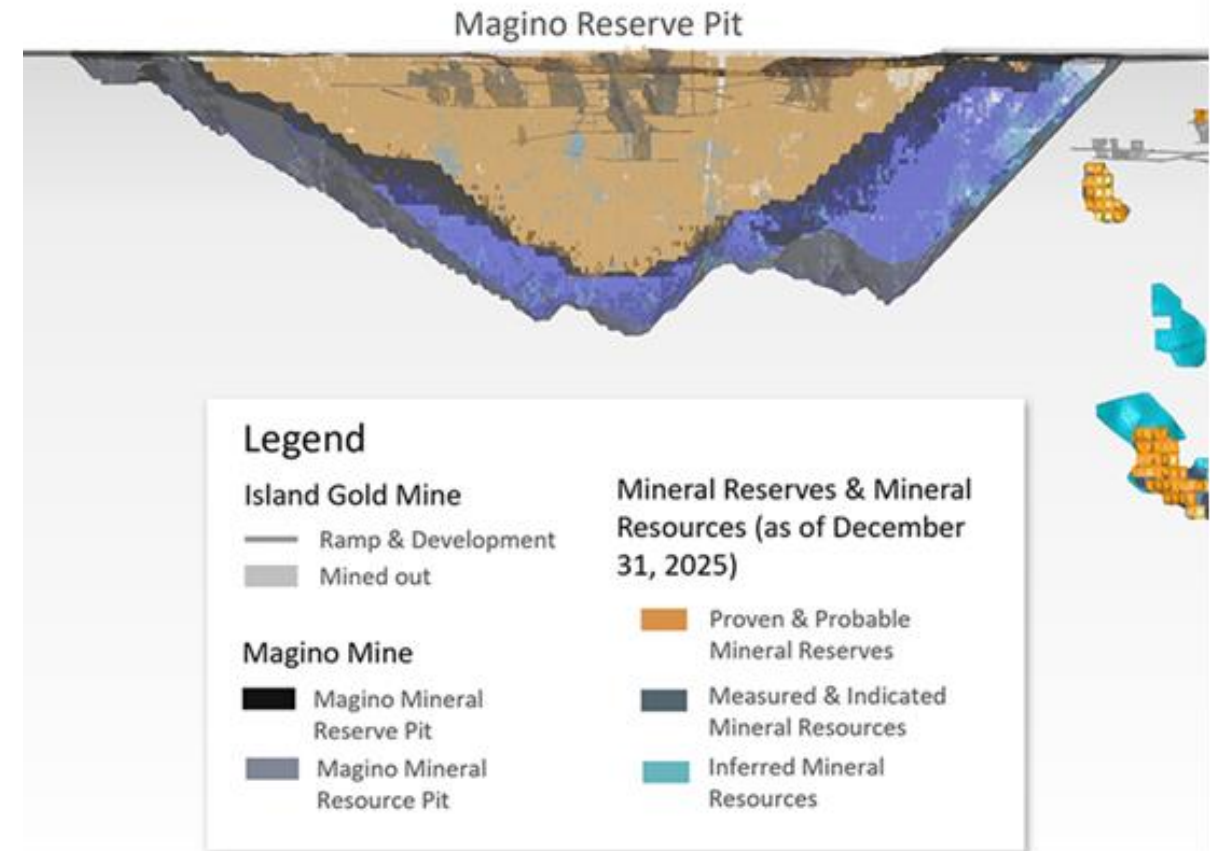 Magino Reserve Pit
Legend
Island Gold Mine
Ramp & Development
Mined out
Magino Mine
Magino Mineral
Reserve Pit
Magino Mineral
Resource Pit
Mineral Reserves & Mineral
Resources (as of December
31, 2025)
Proven & Probable
Mineral Reserves
Measured & Indicated
Mineral Resources
Inferred Mineral
Resources